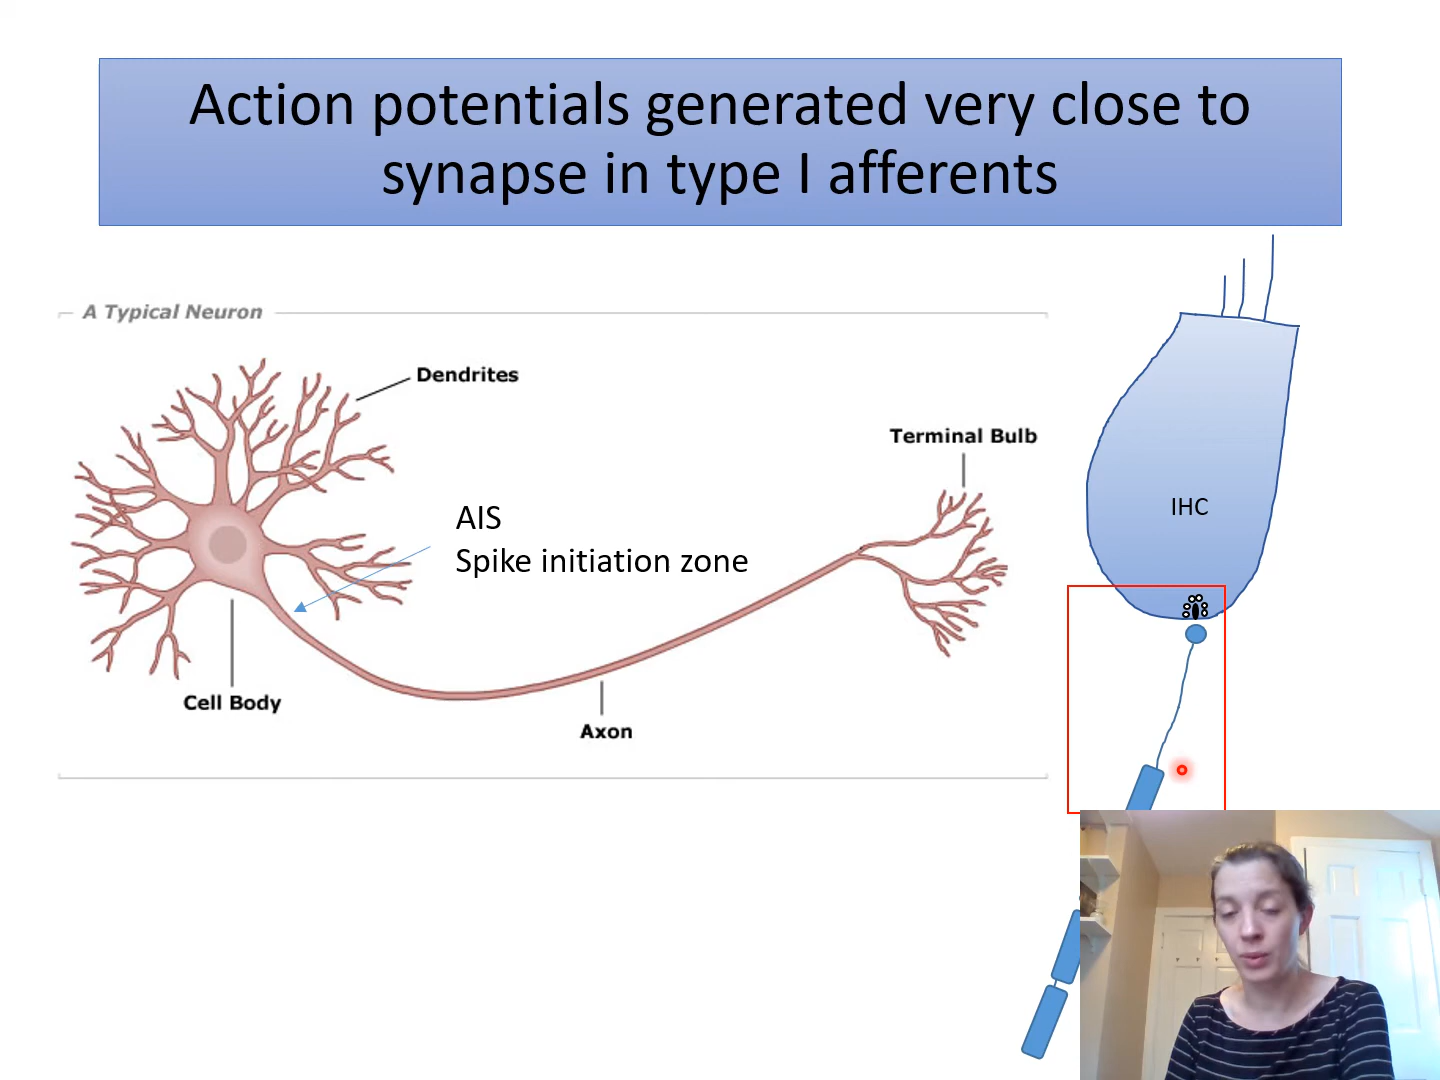 Action potentials generated very close to
synapse in type I afferents
A Typical Neuron
Dendrites
Terminal Bulb
AIS
Spike initiation zone
IHC
Cell Body
Axon